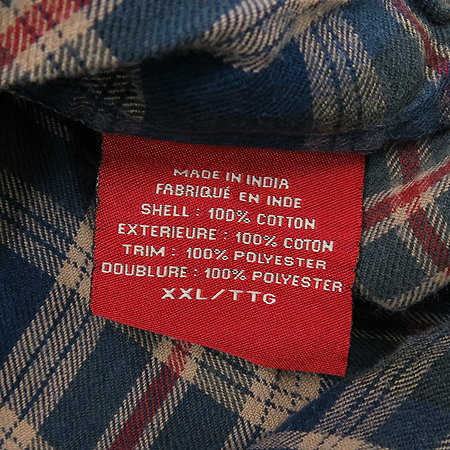 MADE IN INDIA
FABRIQUÉ EN INDE
SHELL : 100% COTTON
EXTERIEURE : 100% COTON
TRIM : 100% POLYESTER
DOUBLURE : 100% POLYESTER
XXL/TTG